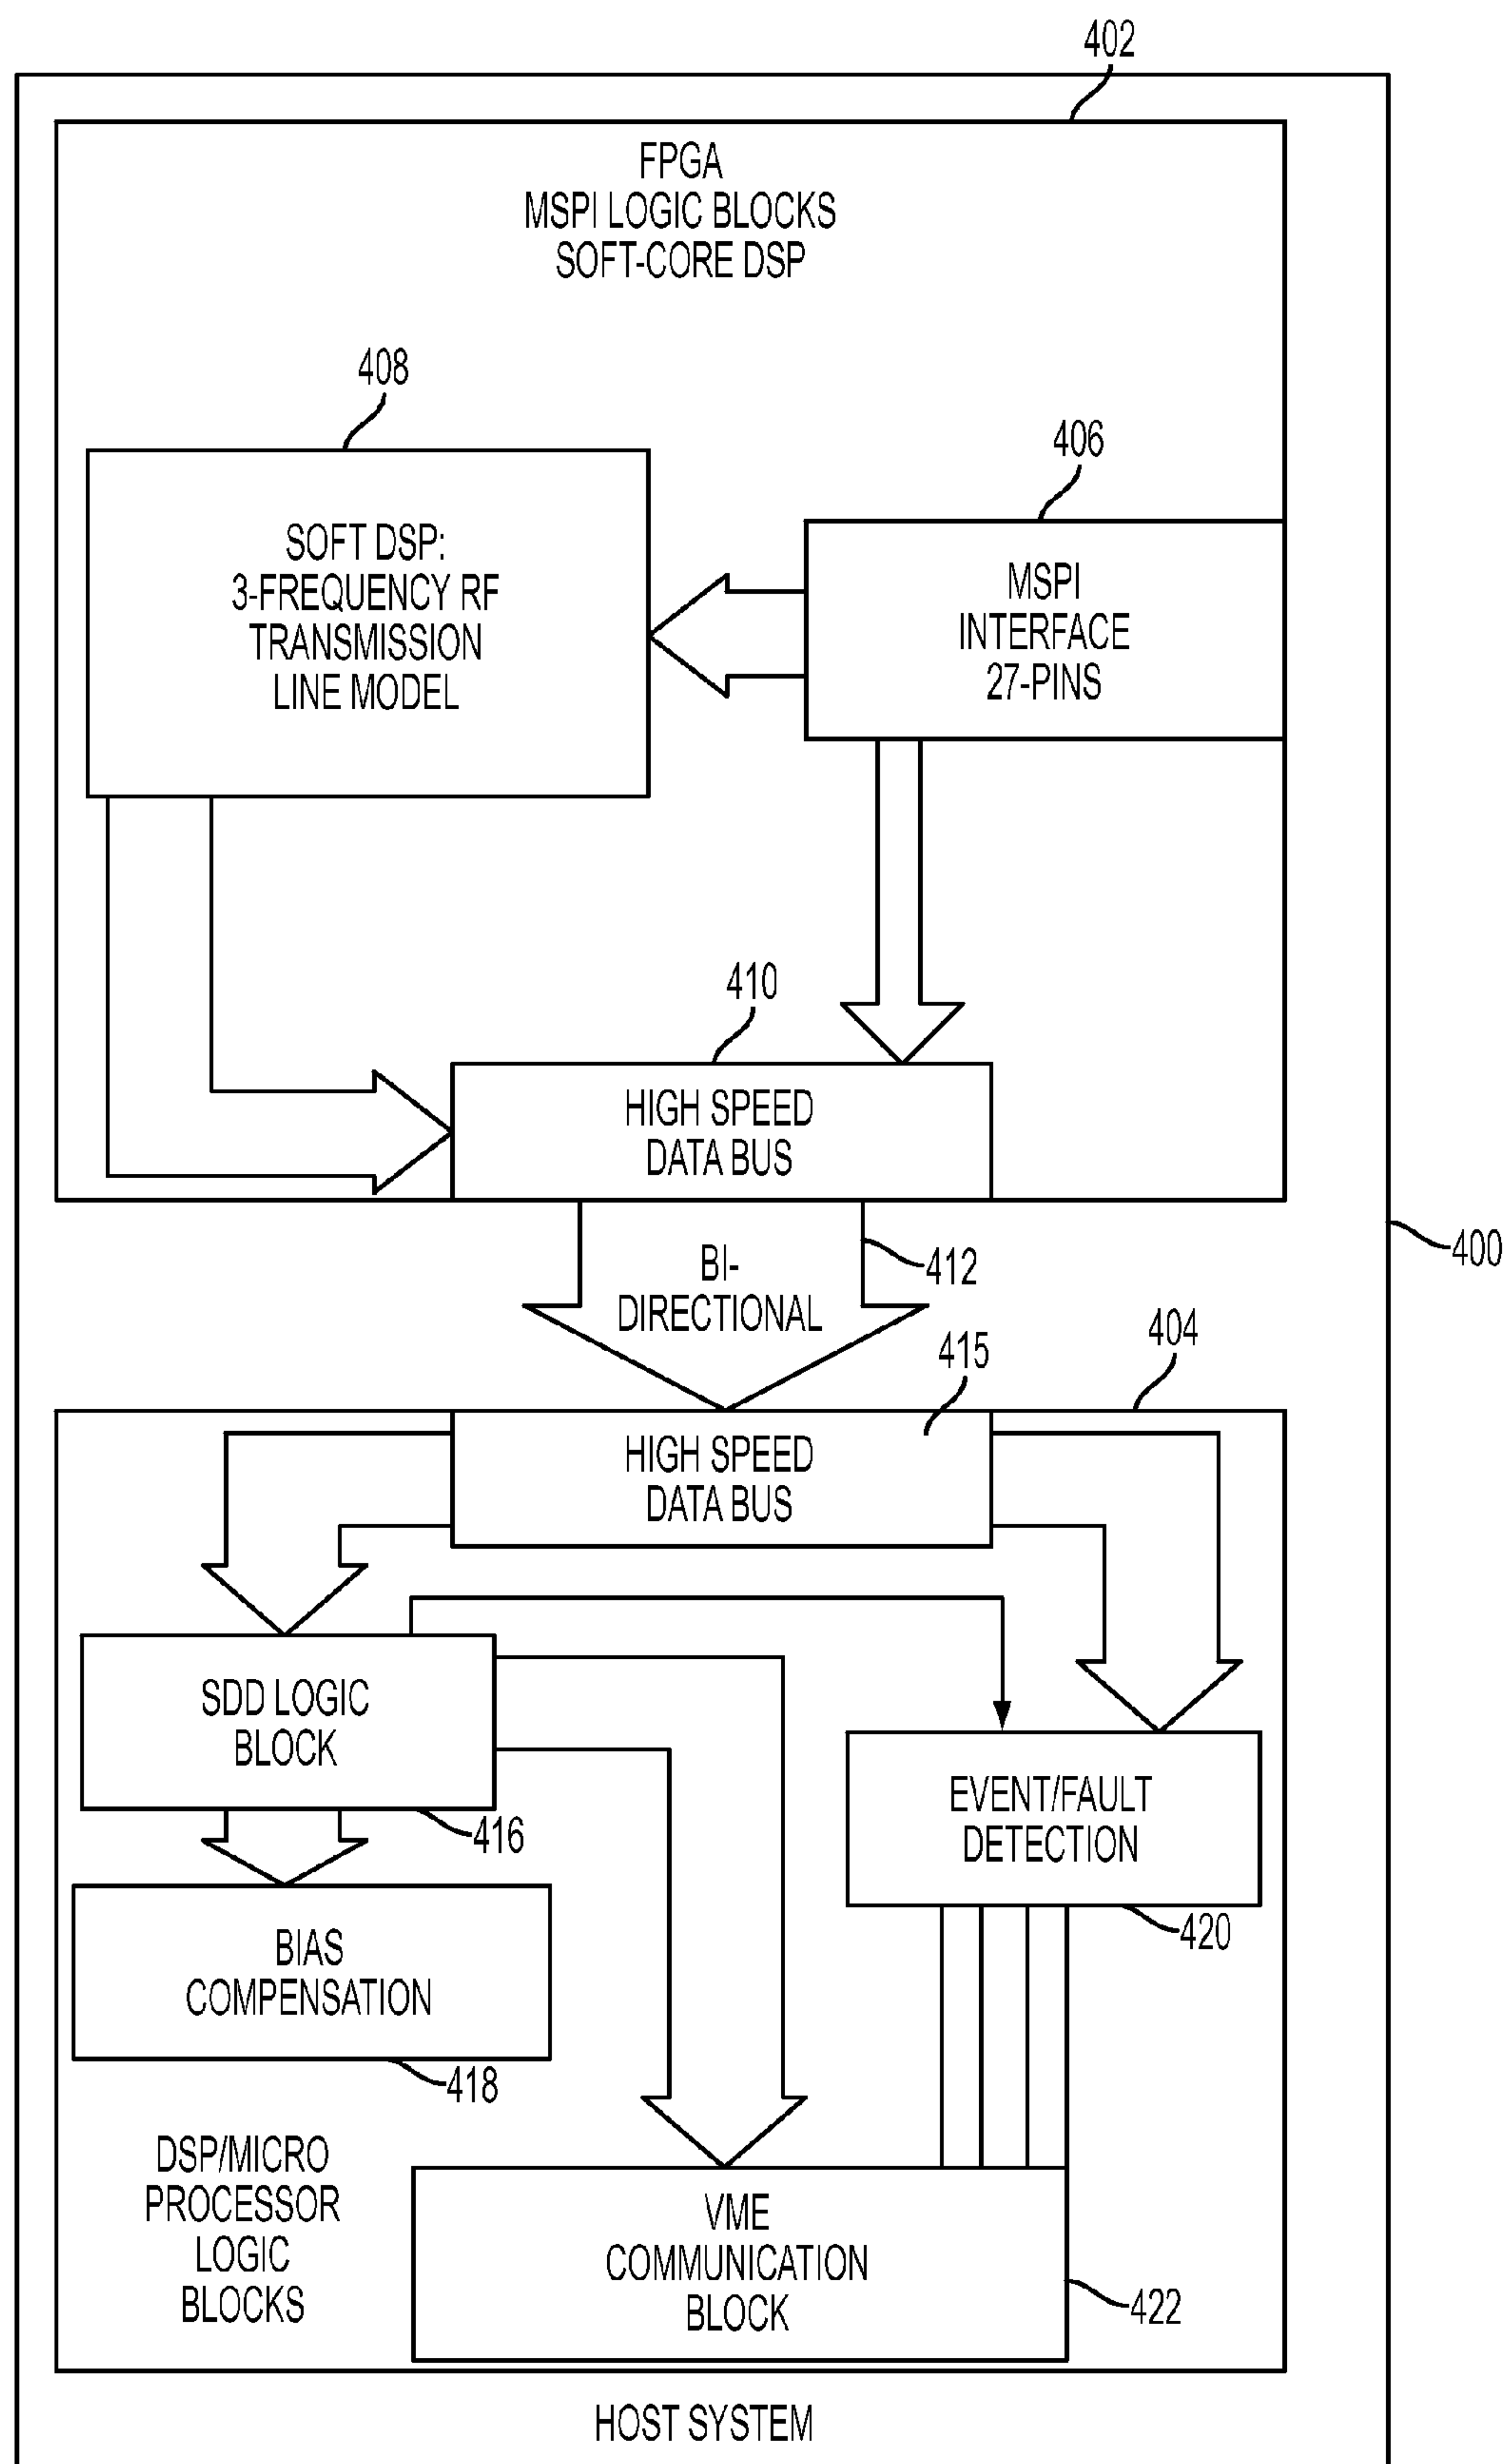 402
FPGA
MSPI LOGIC BLOCKS
SOFT-CORE DSP
408
406
SOFT DSP:
3-FREQUENCY RF
TRANSMISSION
LINE MODEL
MSPI
INTERFACE
27-PINS
410
HIGH SPEED
DATA BUS
400
BI-
DIRECTIONAL
412
404
415
HIGH SPEED
DATA BUS
SDD LOGIC
BLOCK
416
EVENT/FAULT
DETECTION
420
BIAS
COMPENSATION
418
DSP/MICRO
PROCESSOR
LOGIC
BLOCKS
VME
COMMUNICATION
BLOCK
422
HOST SYSTEM